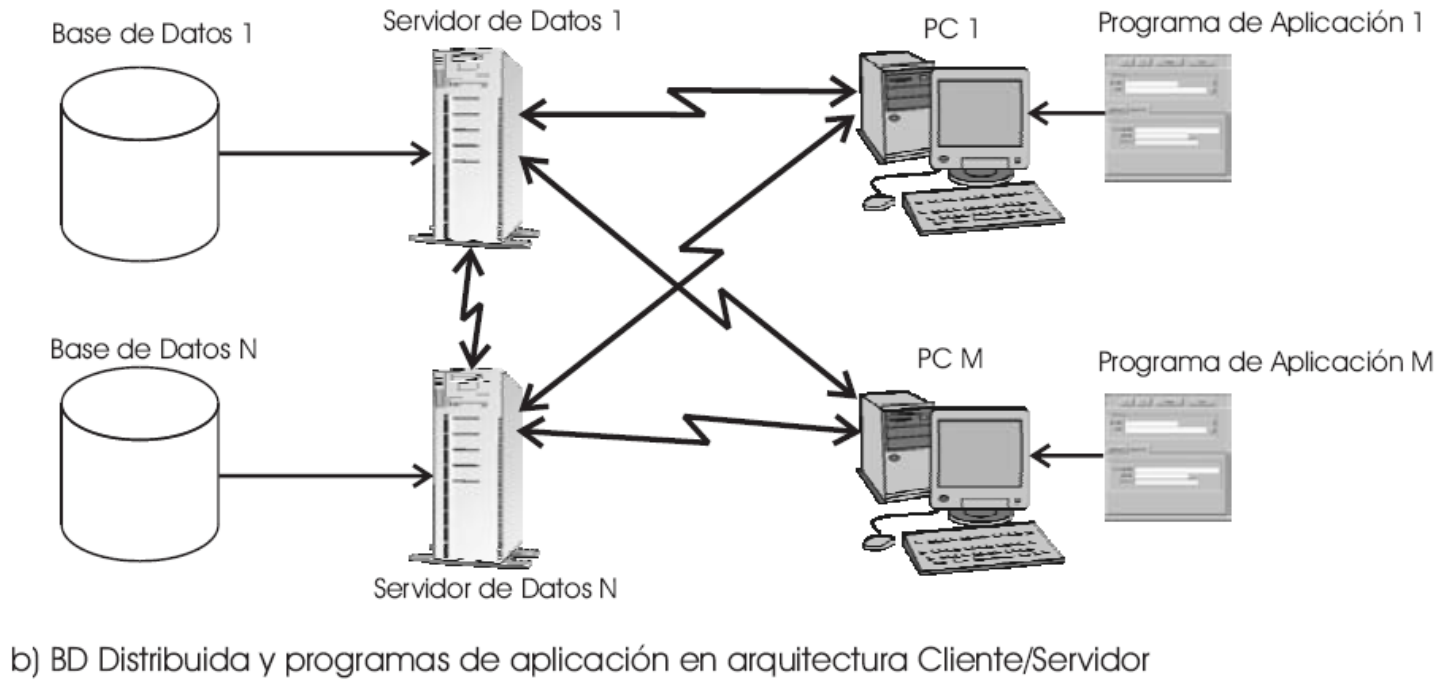 Base de Datos 1
Servidor de Datos 1
PC 1
Programa de Aplicación 1
Base de Datos N
PC M
Programa de Aplicación M
Servidor de Datos N
b) BD Distribuida y programas de aplicación en arquitectura Cliente/Servidor